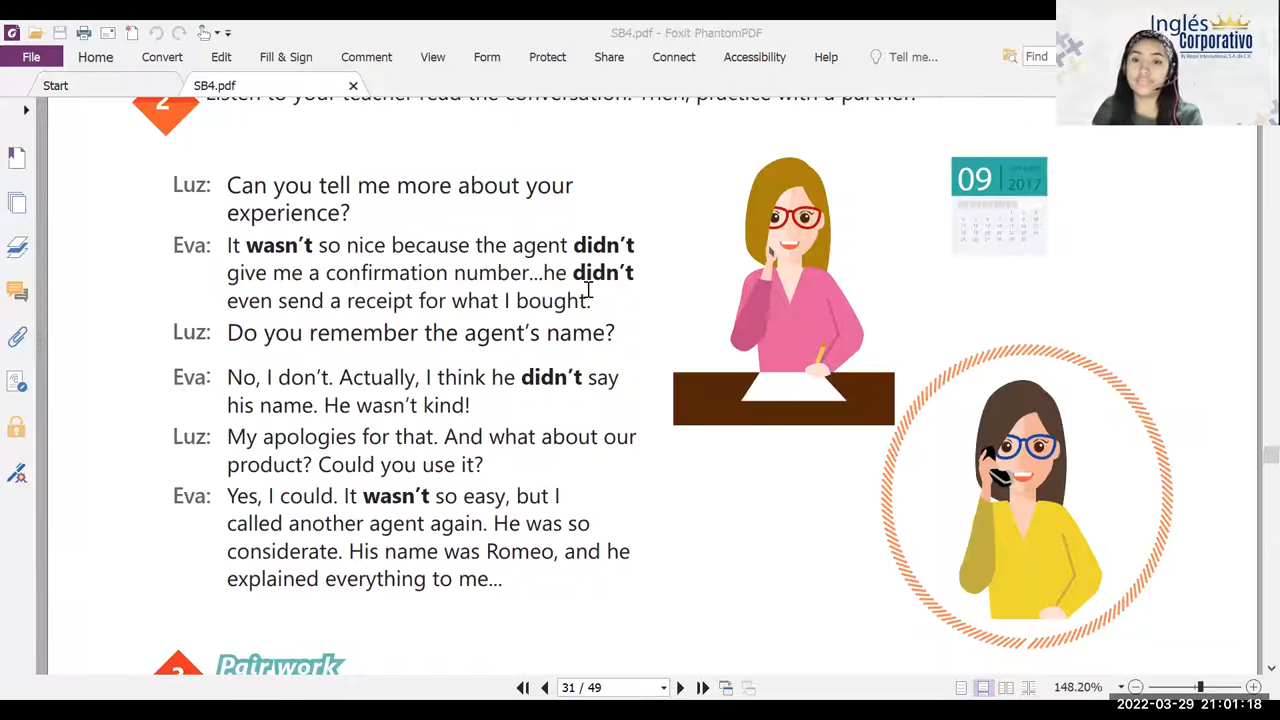 SB4.pdf - Foxit PhantomPDF
File Home Convert Edit Fill & Sign Comment View Form Protect Share Connect Accessibility Help Tell me... Find
Inglés
Corporativo
Start SB4.pdf
2 Listen to your teacher read the conversation. Then, practice with a partner.
Luz: Can you tell me more about your
experience?
Eva: It wasn't so nice because the agent didn't
give me a confirmation number...he didn't
even send a receipt for what I bought.
Luz: Do you remember the agent's name?
Eva: No, I don't. Actually, I think he didn't say
his name. He wasn't kind!
Luz: My apologies for that. And what about our
product? Could you use it?
Eva: Yes, I could. It wasn't so easy, but I
called another agent again. He was so
considerate. His name was Romeo, and he
explained everything to me...
09
2017
3 Pair work
31 / 49
148.20%
2022-03-29 21:01:18